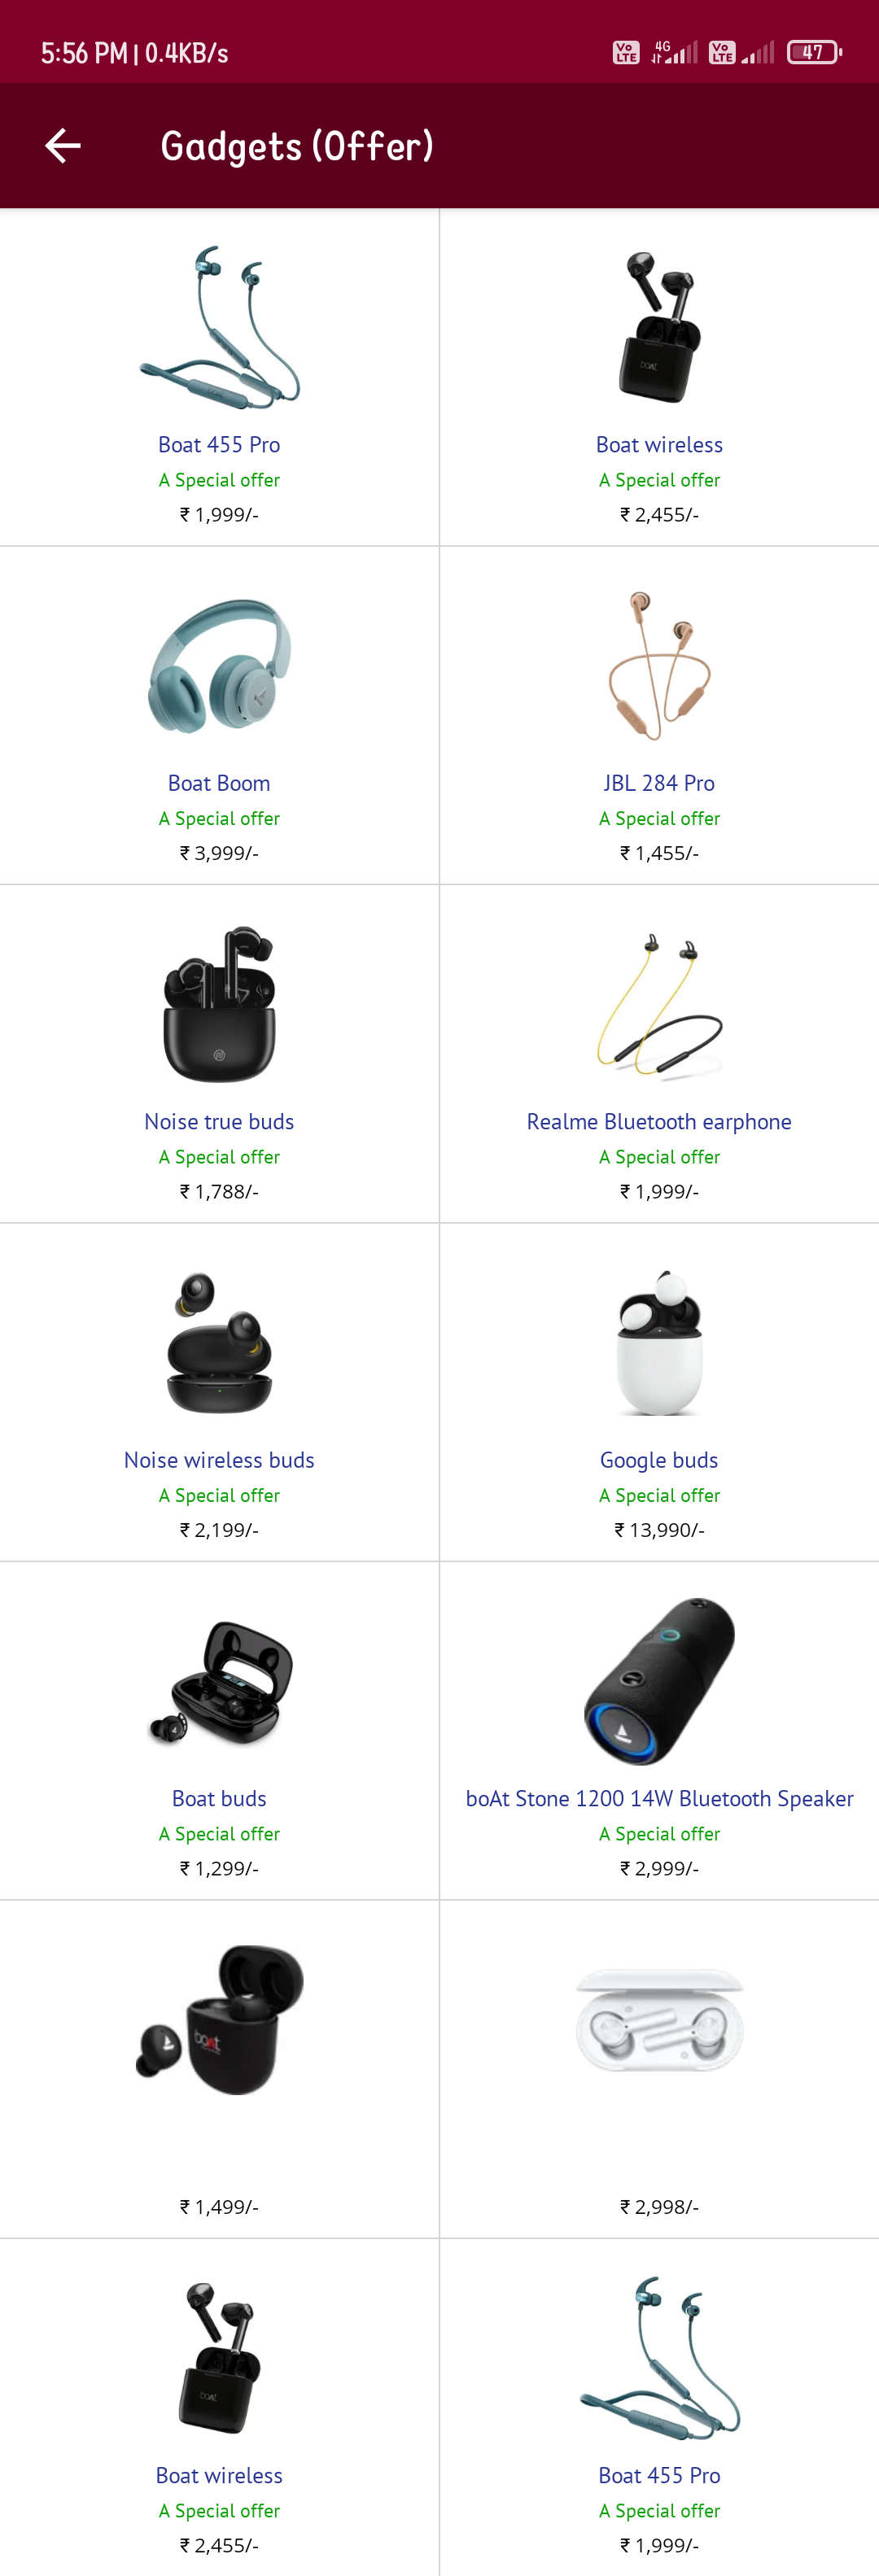 5:56 PM | 0.4KB/s
Vo LTE 4G Vo LTE 47
Gadgets (Offer)
boAt
Boat 455 Pro
A Special offer
₹ 1,999/-
Boat wireless
A Special offer
₹ 2,455/-
Boat Boom
A Special offer
₹ 3,999/-
JBL 284 Pro
A Special offer
₹ 1,455/-
Noise true buds
A Special offer
₹ 1,788/-
Realme Bluetooth earphone
A Special offer
₹ 1,999/-
Noise wireless buds
A Special offer
₹ 2,199/-
Google buds
A Special offer
₹ 13,990/-
Boat buds
A Special offer
₹ 1,299/-
boAt Stone 1200 14W Bluetooth Speaker
A Special offer
₹ 2,999/-
boAt
₹ 1,499/-
₹ 2,998/-
boAt
Boat wireless
A Special offer
₹ 2,455/-
Boat 455 Pro
A Special offer
₹ 1,999/-